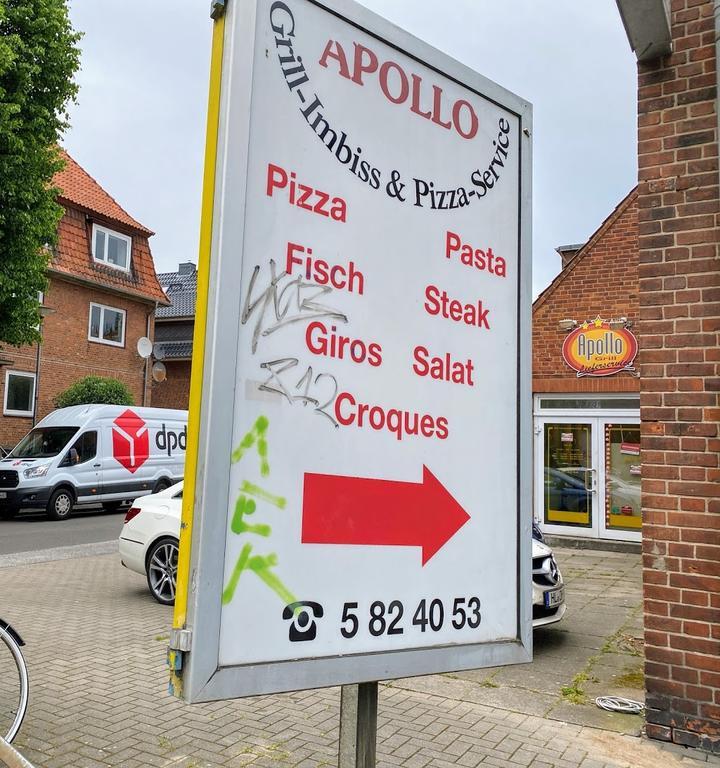 APOLLO
Grill-Imbiss & Pizza-Service
Pizza
Pasta
Fisch
Steak
Giros
Salat
Croques
5 82 40 53
dpd
Apollo
Grill